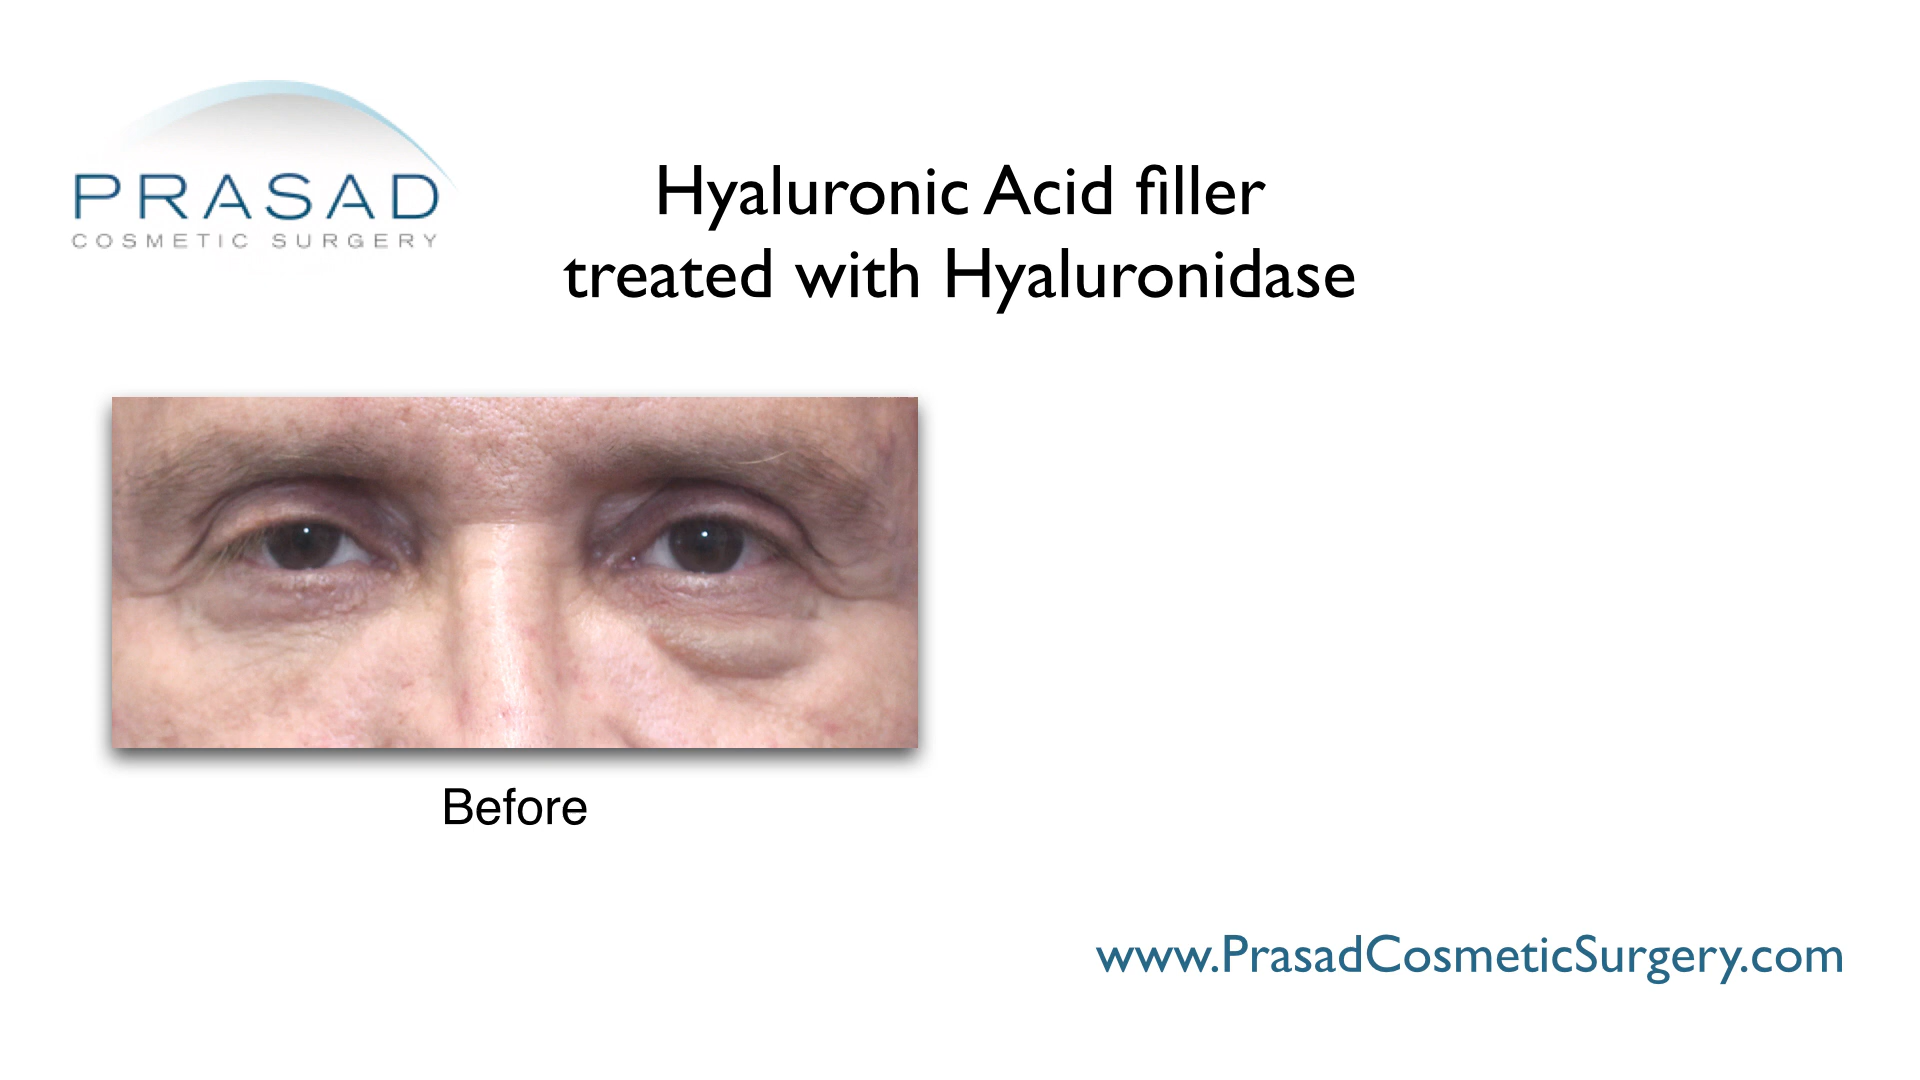 PRASAD
COSMETIC SURGERY
Hyaluronic Acid filler
treated with Hyaluronidase
Before
www.PrasadCosmeticSurgery.com